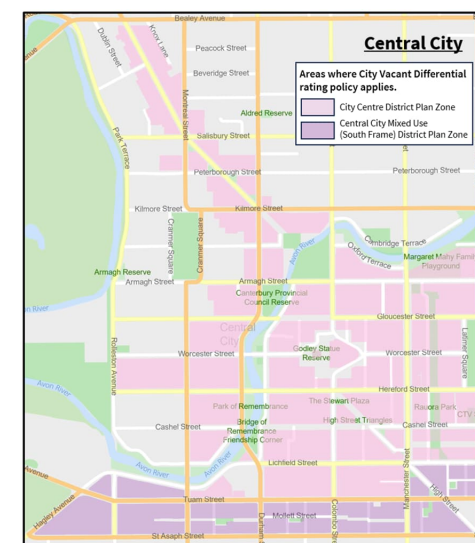 Bealey Avenue
Central City
Knox Lane
Dublin Street
Peacock Street
Beveridge Street
Areas where City Vacant Differential
rating policy applies.
City Centre District Plan Zone
Central City Mixed Use
(South Frame) District Plan Zone
Montreal Street
Aldred Reserve
Park Terrace
Salisbury Street
Peterborough Street
Peterborough Street
Kilmore Street
Kilmore Street
Cranmer Square
Cranmer Square
Avon River
Cambridge Terrace
Oxford Terrace
Margaret Mahy Family
Playground
Armagh Reserve
Armagh Street
Armagh Street
Canterbury Provincial
Council Reserve
on River
Gloucester Street
Central
City
Rolleston Avenue
Worcester Street
Godley Statue
Reserve
Worcester Street
Latimer Square
Avon River
Hereford Street
Park of Remembrance
The Stewart Plaza
Rauora Park
CTV
Cashel Street
Bridge of
Remembrance
Friendship Corner
High Street Triangles
Cashel Street
Avon River
Avon River
Lichfield Street
Manchester Street
High Street
Avenue
Hagley Avenue
Tuam Street
Durham
Mollett Street
Colombo Street
St Asaph Street